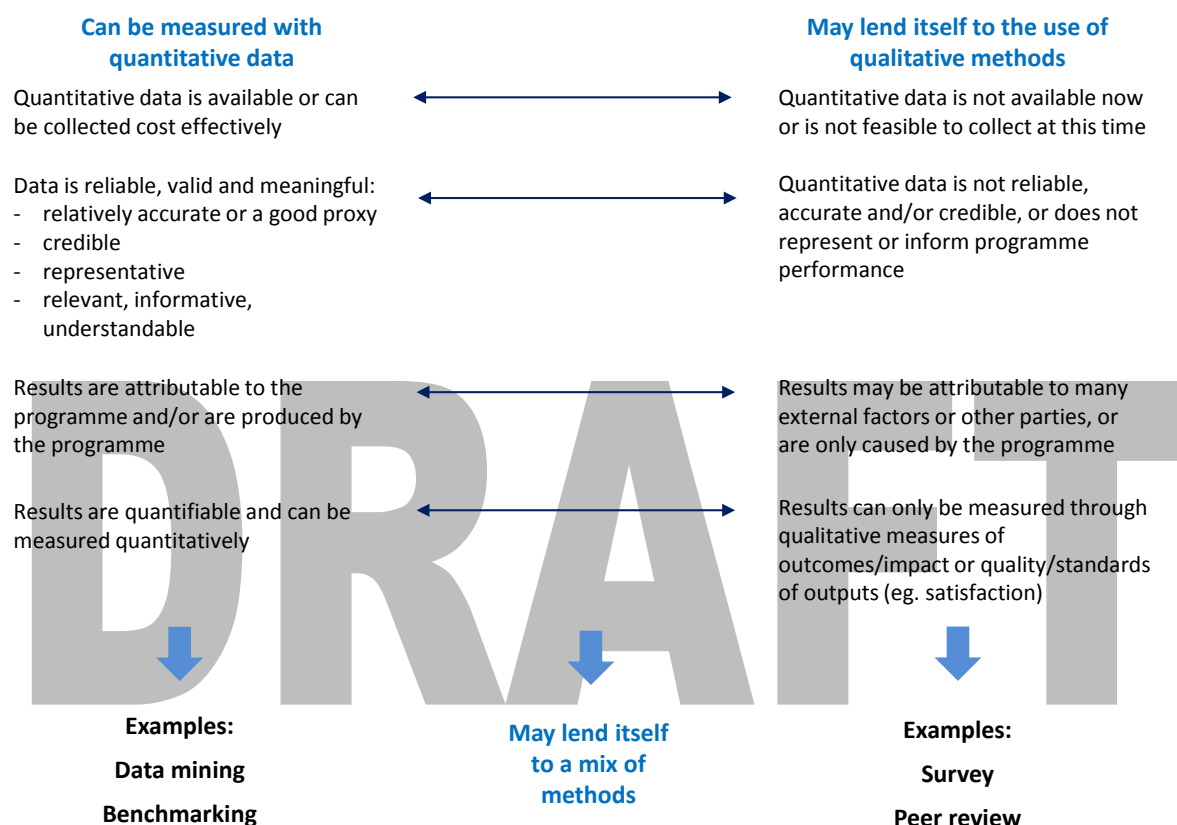 Can be measured with
quantitative data
May lend itself to the use of
qualitative methods
Quantitative data is available or can
be collected cost effectively
Quantitative data is not available now
or is not feasible to collect at this time
Data is reliable, valid and meaningful:
- relatively accurate or a good proxy
- credible
- representative
- relevant, informative,
understandable
Quantitative data is not reliable,
accurate and/or credible, or does not
represent or inform programme
performance
Results are attributable to the
programme and/or are produced by
the programme
Results may be attributable to many
external factors or other parties, or
are only caused by the programme
Results are quantifiable and can be
measured quantitatively
Results can only be measured through
qualitative measures of
outcomes/impact or quality/standards
of outputs (eg. satisfaction)
DRAFT
Examples:
Data mining
Benchmarking
May lend itself
to a mix of
methods
Examples:
Survey
Peer review